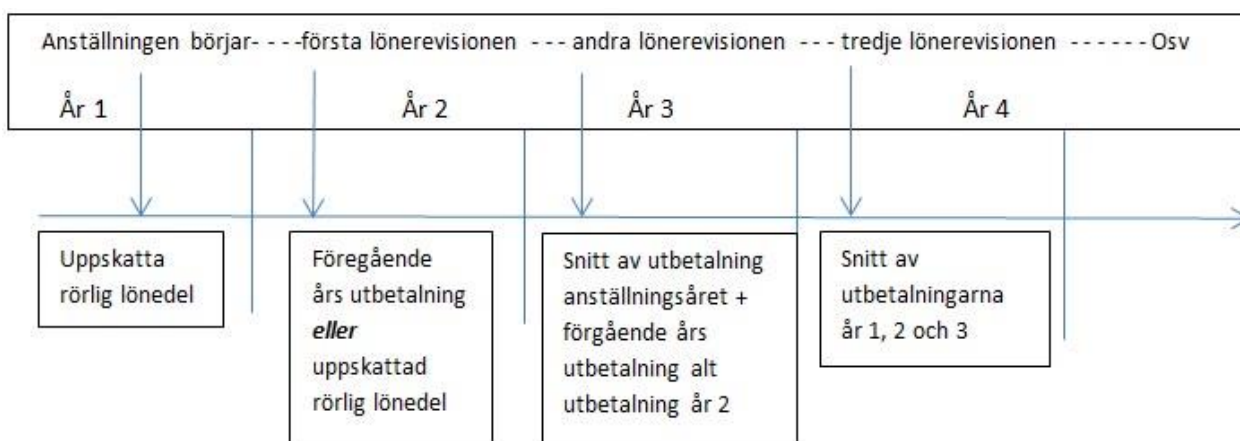 Anställningen börjar- - - -första lönerevisionen - - - andra lönerevisionen - - - tredje lönerevisionen - - - - - - Osv
År 1 År 2 År 3 År 4
Uppskatta
rörlig lönedel
Föregående
års utbetalning
eller
uppskattad
rörlig lönedel
Snitt av utbetalning
anställningsåret +
förgående års
utbetalning alt
utbetalning år 2
Snitt av
utbetalningarna
år 1, 2 och 3